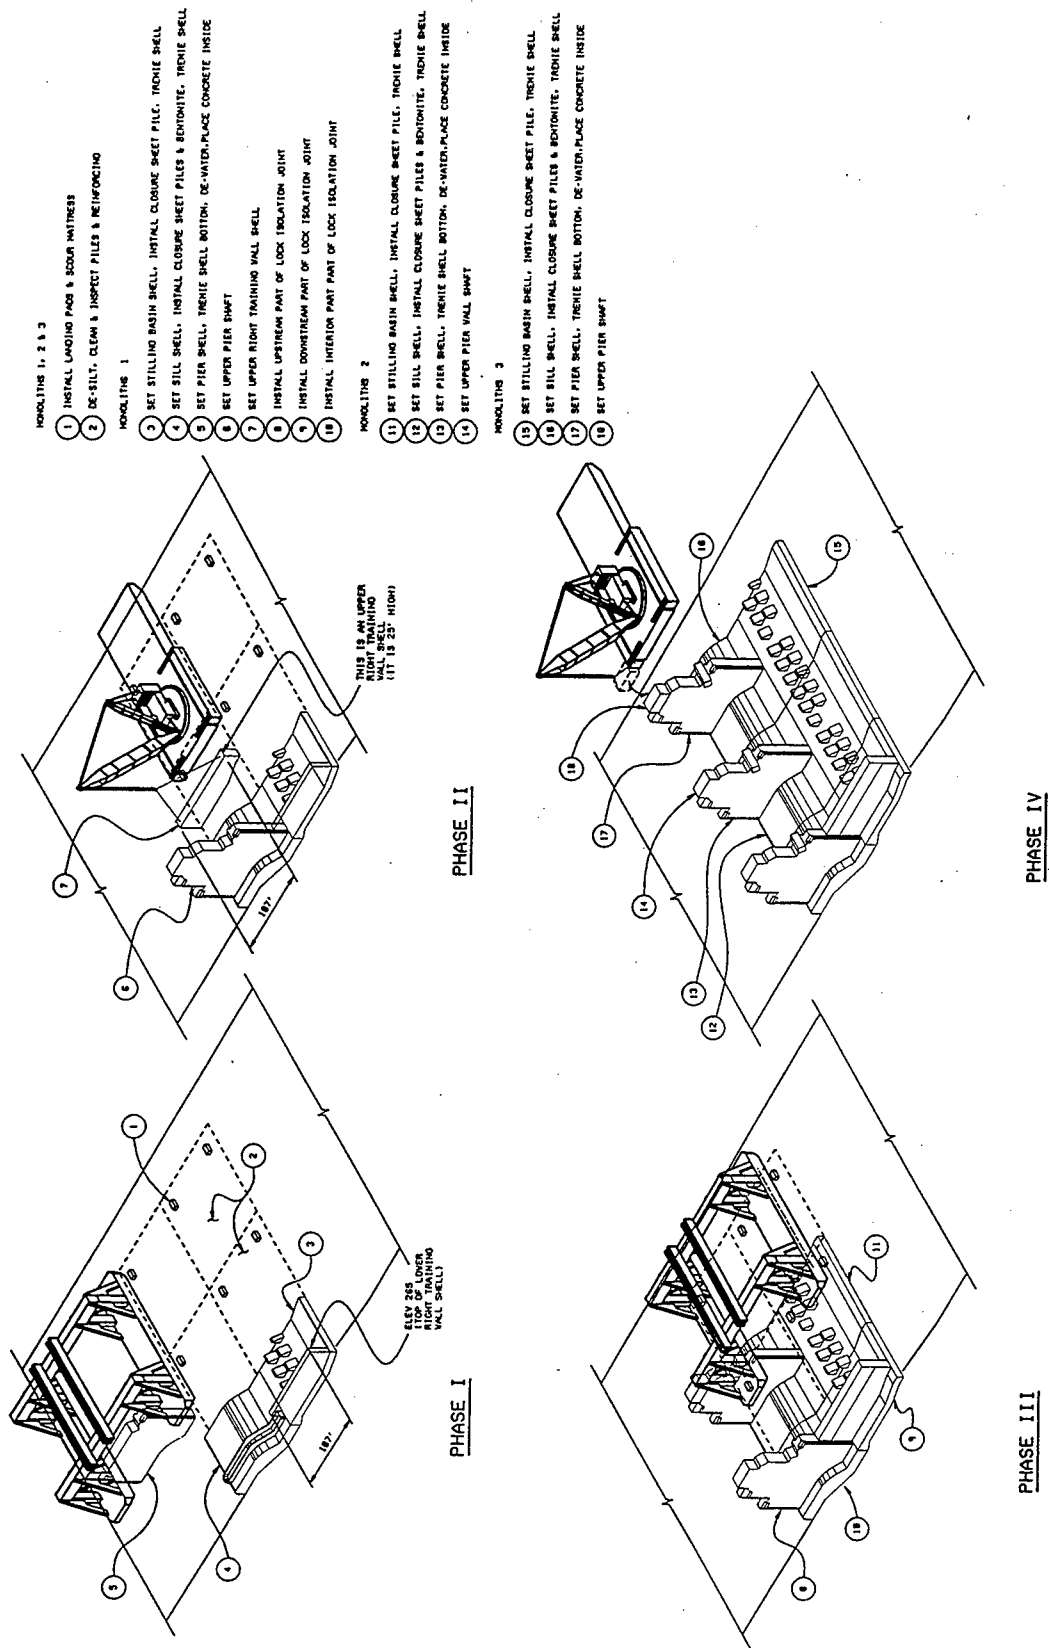 MONOLITHS 1, 2 & 3
1 INSTALL LANDING PADS & SCOUR MATTRESS
2 DE-SILT, CLEAN & INSPECT PILES & REINFORCING
MONOLITHS 1
3 SET STILLING BASIN SHELL, INSTALL CLOSURE SHEET PILE, TREMIE SHELL
4 SET SILL SHELL, INSTALL CLOSURE SHEET PILES & BENTONITE, TREMIE SHELL
5 SET PIER SHELL, TREMIE SHELL BOTTOM, DE-WATER, PLACE CONCRETE INSIDE
6 SET UPPER PIER SHAFT
7 SET UPPER RIGHT TRAINING WALL SHELL
8 INSTALL UPSTREAM PART OF LOCK ISOLATION JOINT
9 INSTALL DOWNSTREAM PART OF LOCK ISOLATION JOINT
10 INSTALL INTERIOR PART PART OF LOCK ISOLATION JOINT
MONOLITHS 2
11 SET STILLING BASIN SHELL, INSTALL CLOSURE SHEET PILE, TREMIE SHELL
12 SET SILL SHELL, INSTALL CLOSURE SHEET PILES & BENTONITE, TREMIE SHELL
13 SET PIER SHELL, TREMIE SHELL BOTTOM, DE-WATER, PLACE CONCRETE INSIDE
14 SET UPPER PIER WALL SHAFT
MONOLITHS 3
15 SET STILLING BASIN SHELL, INSTALL CLOSURE SHEET PILE, TREMIE SHELL
16 SET SILL SHELL, INSTALL CLOSURE SHEET PILES & BENTONITE, TREMIE SHELL
17 SET PIER SHELL, TREMIE SHELL BOTTOM, DE-WATER, PLACE CONCRETE INSIDE
18 SET UPPER PIER SHAFT
5
4
1
2
3
187'
ELEV 265
(TOP OF LOWER
RIGHT TRAINING
WALL SHELL)
PHASE I
6
7
187'
THIS IS AN UPPER
RIGHT TRAINING
WALL SHELL
(IT IS 25' HIGH)
PHASE II
8
10
9
11
PHASE III
12
13
14
17
18
16
15
PHASE IV